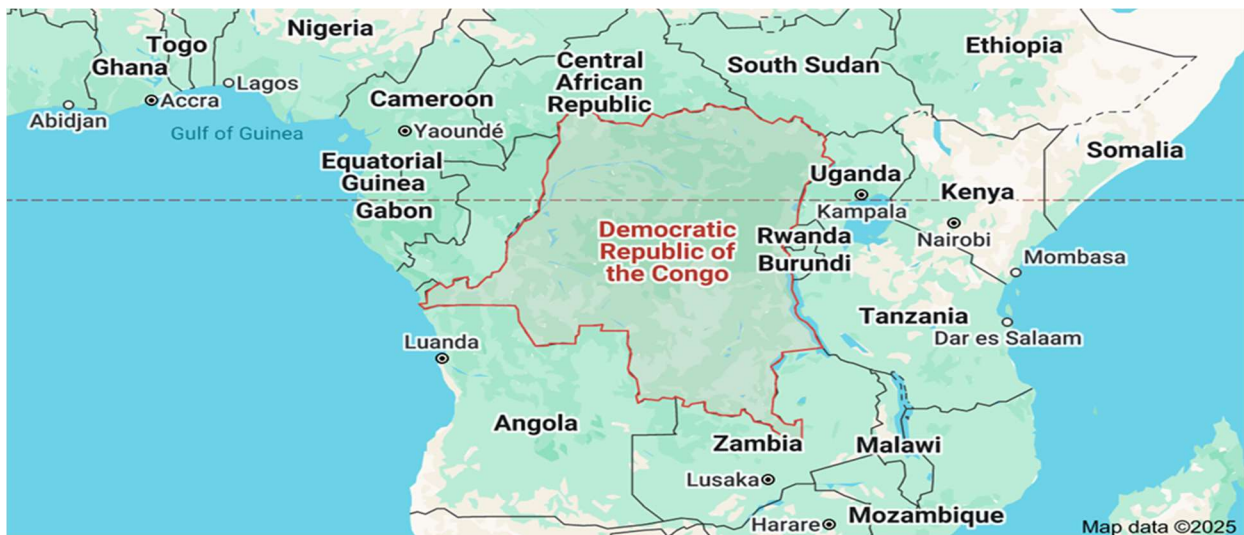 Nigeria
Togo
Ghana
Lagos
Accra
Abidjan
Gulf of Guinea
Central
African
Republic
South Sudan
Ethiopia
Cameroon
Yaoundé
Somalia
Equatorial
Guinea
Gabon
Uganda
Kampala
Kenya
Nairobi
Democratic
Republic of
the Congo
Rwanda
Burundi
Mombasa
Tanzania
Dar es Salaam
Luanda
Angola
Zambia
Malawi
Lusaka
Harare
Mozambique
Map data ©2025